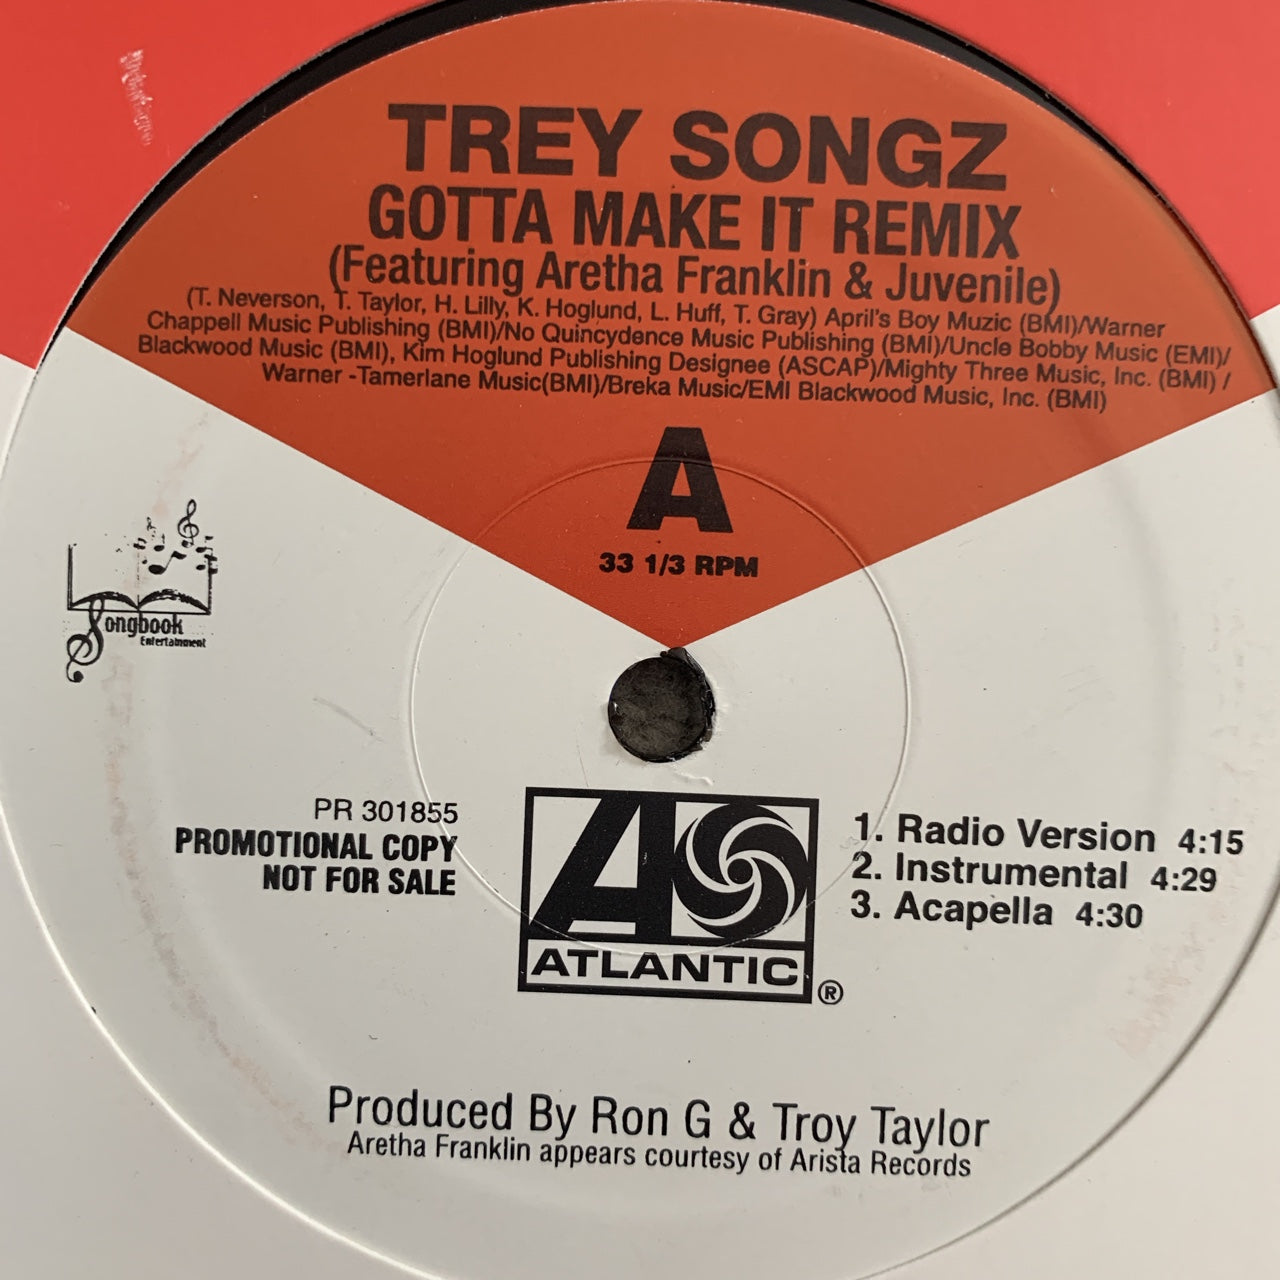 TREY SONGZ
GOTTA MAKE IT REMIX
(Featuring Aretha Franklin & Juvenile)
(T. Neverson, T. Taylor, H. Lilly, K. Hoglund, L. Huff, T. Gray) April's Boy Muzic (BMI)/Warner
Chappell Music Publishing (BMI)/No Quincydence Music Publishing (BMI)/Uncle Bobby Music (EMI)/
Blackwood Music (BMI), Kim Hoglund Publishing Designee (ASCAP)/Mighty Three Music, Inc. (BMI) /
Warner -Tamerlane Music(BMI)/Breka Music/EMI Blackwood Music, Inc. (BMI)
A
33 1/3 RPM
Songbook
Entertainment
PR 301855
PROMOTIONAL COPY
NOT FOR SALE
ATLANTIC ®
1. Radio Version 4:15
2. Instrumental 4:29
3. Acapella 4:30
Produced By Ron G & Troy Taylor
Aretha Franklin appears courtesy of Arista Records